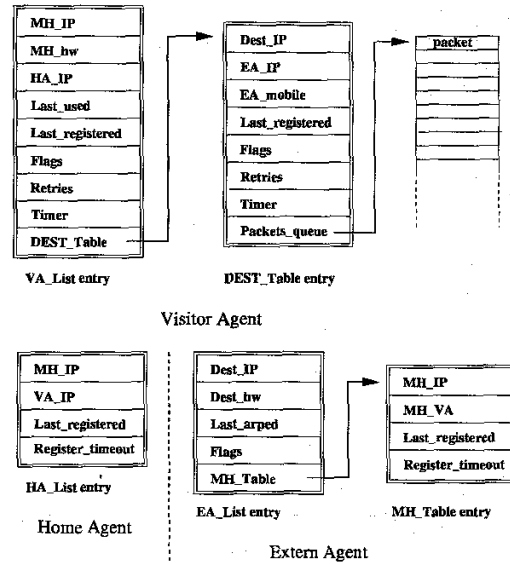 MH_IP
MH_hw
HA_IP
Last_used
Last_registered
Flags
Retries
Timer
DEST_Table
VA_List entry
Dest_IP
EA_IP
EA_mobile
Last_registered
Flags
Retries
Timer
Packets_queue
DEST_Table entry
packet
Visitor Agent
MH_IP
VA_IP
Last_registered
Register_timeout
HA_List entry
Home Agent
Dest_IP
Dest_hw
Last_arped
Flags
MH_Table
EA_List entry
MH_IP
MH_VA
Last_registered
Register_timeout
MH_Table entry
Extern Agent